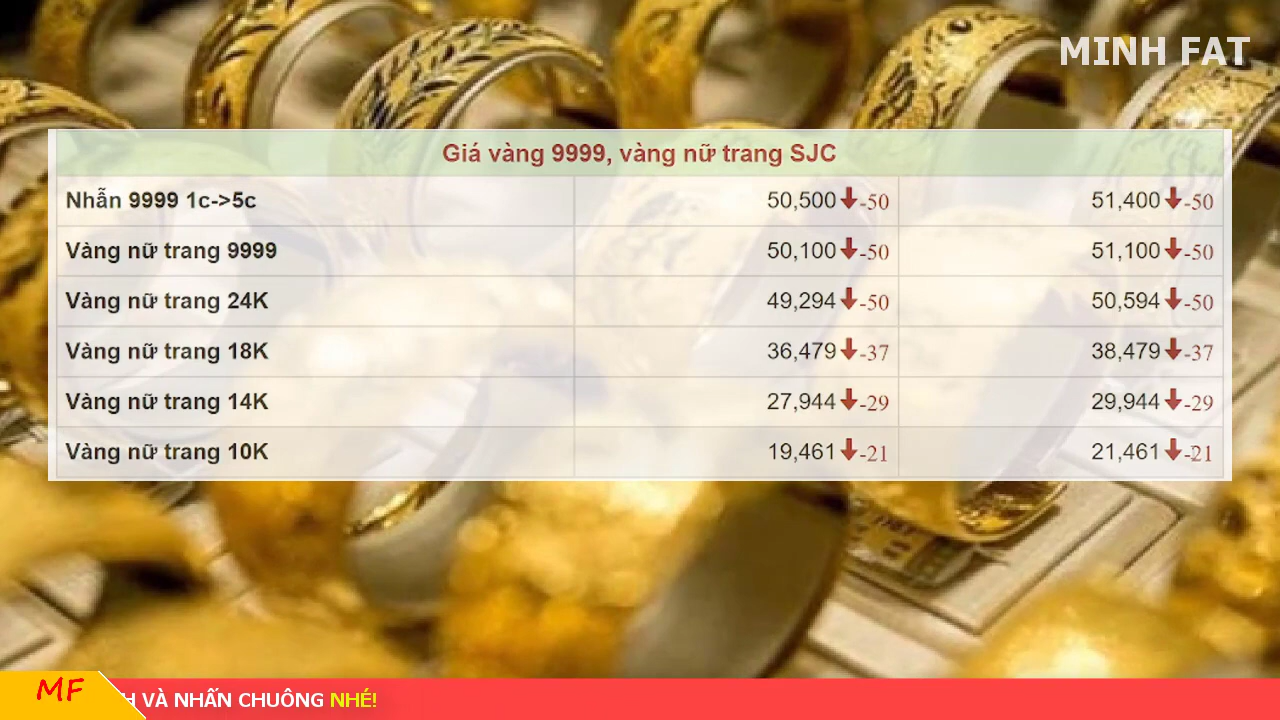 MINH FAT
Giá vàng 9999, vàng nữ trang SJC
Nhẫn 9999 1c->5c 50,500 -50 51,400 -50
Vàng nữ trang 9999 50,100 -50 51,100 -50
Vàng nữ trang 24K 49,294 -50 50,594 -50
Vàng nữ trang 18K 36,479 -37 38,479 -37
Vàng nữ trang 14K 27,944 -29 29,944 -29
Vàng nữ trang 10K 19,461 -21 21,461 -21
MF VÀ NHẤN CHUÔNG NHÉ!